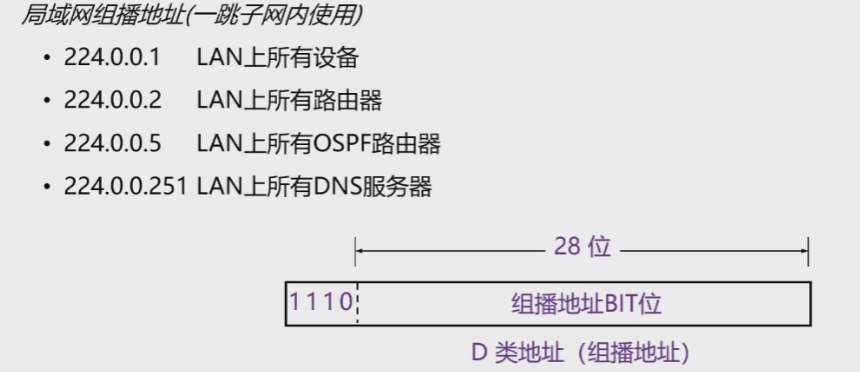 局域网组播地址(一跳子网内使用)
• 224.0.0.1 LAN上所有设备
• 224.0.0.2 LAN上所有路由器
• 224.0.0.5 LAN上所有OSPF路由器
• 224.0.0.251 LAN上所有DNS服务器
28 位
1110 组播地址BIT位
D 类地址（组播地址）